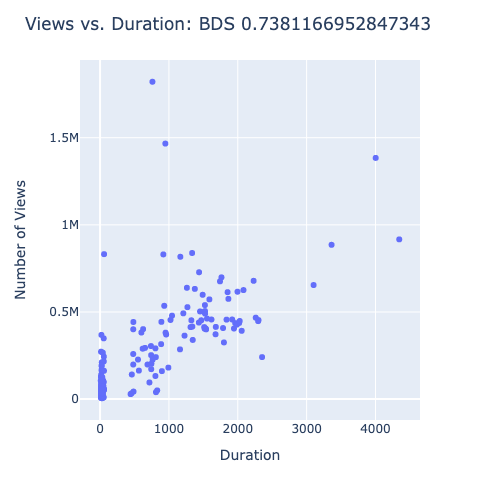 Views vs. Duration: BDS 0.7381166952847343
1.5M
1M
0.5M
0
Number of Views
0
1000
2000
3000
4000
Duration